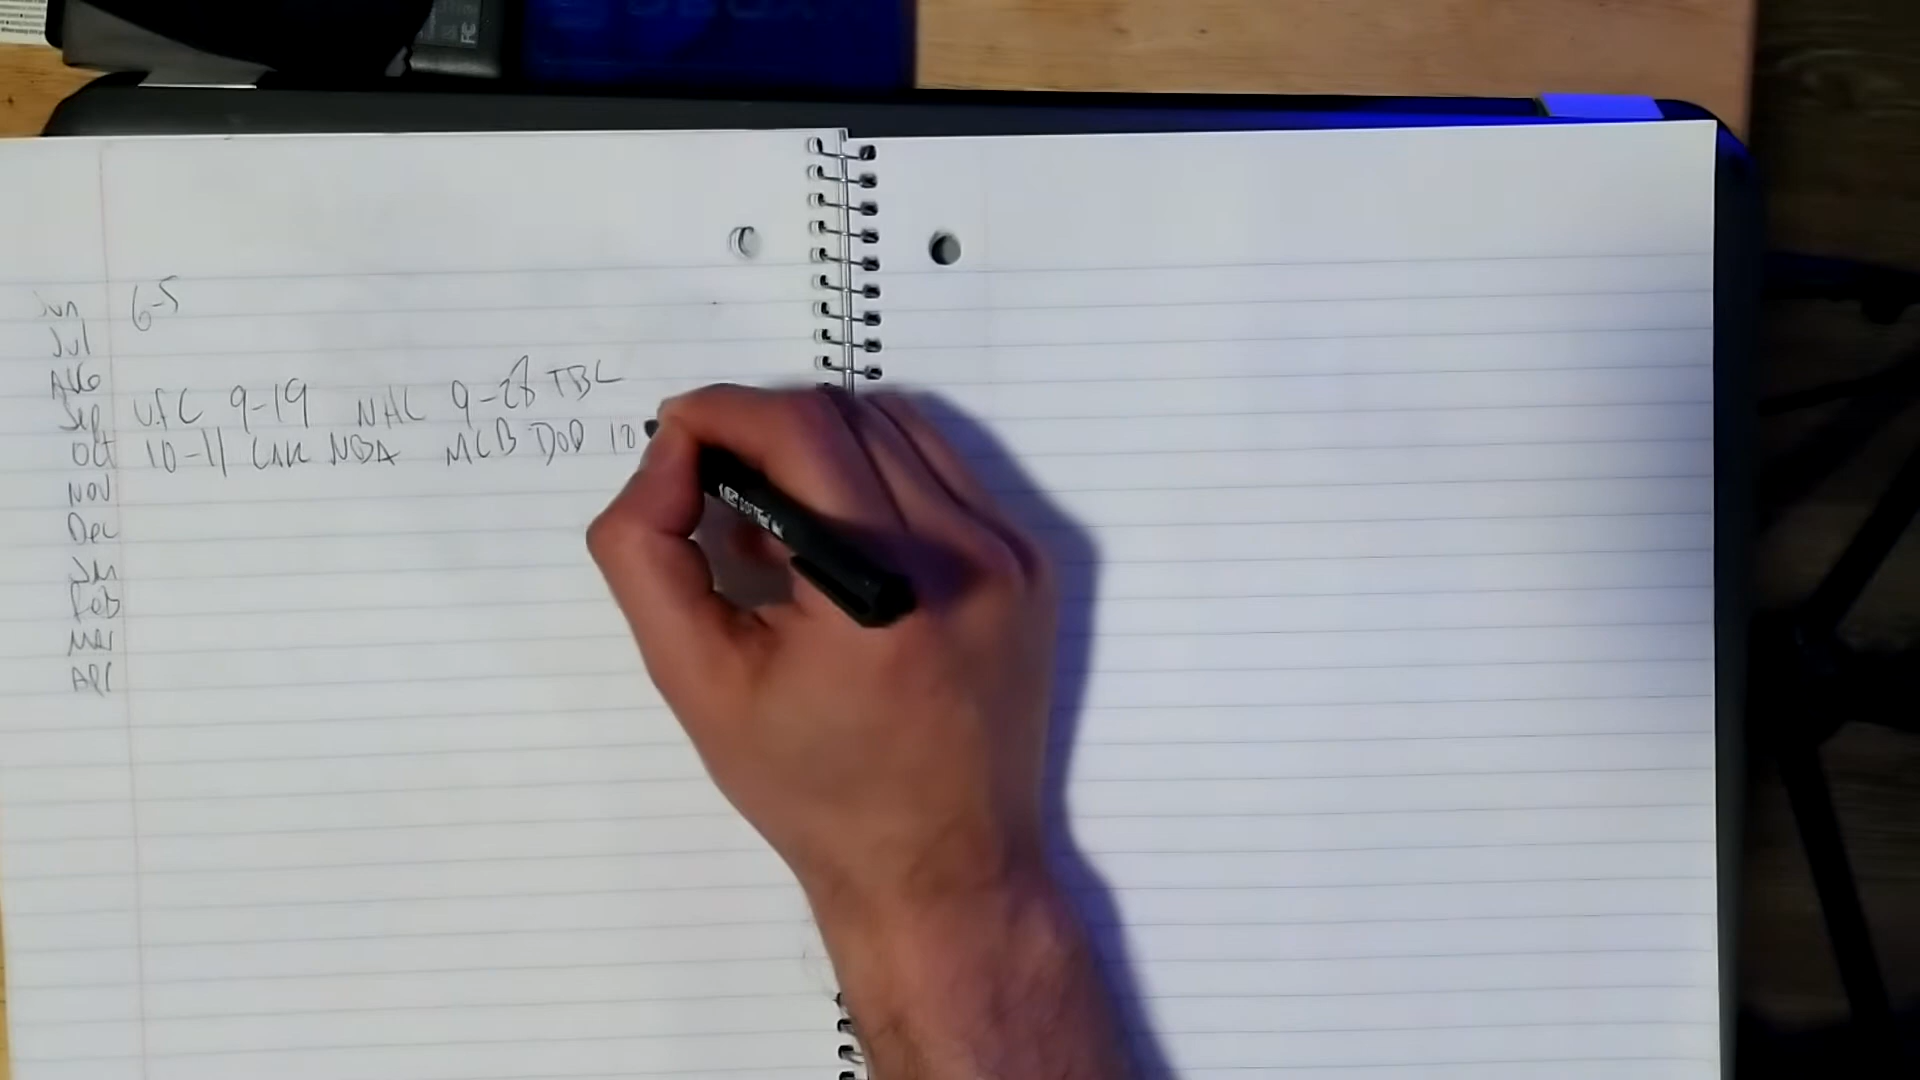 Jun 6-5
Jul
AUG
Sep UFC 9-19 NHL 9-28 TBL
Oct 10-11 LAK NBA MLB DOD 10
Nov
Dec
Jan
Feb
Mar
Apr